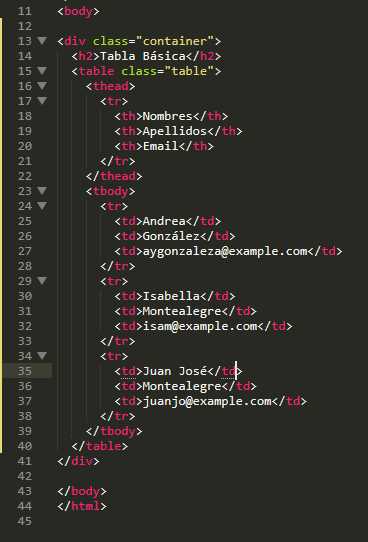 11 <body>
12
13 <div class="container">
14 <h2>Tabla Básica</h2>
15 <table class="table">
16 <thead>
17 <tr>
18 <th>Nombres</th>
19 <th>Apellidos</th>
20 <th>Email</th>
21 </tr>
22 </thead>
23 <tbody>
24 <tr>
25 <td>Andrea</td>
26 <td>González</td>
27 <td>aygonzaleza@example.com</td>
28 </tr>
29 <tr>
30 <td>Isabella</td>
31 <td>Montealegre</td>
32 <td>isam@example.com</td>
33 </tr>
34 <tr>
35 <td>Juan José</td>
36 <td>Montealegre</td>
37 <td>juanjo@example.com</td>
38 </tr>
39 </tbody>
40 </table>
41 </div>
42
43 </body>
44 </html>
45